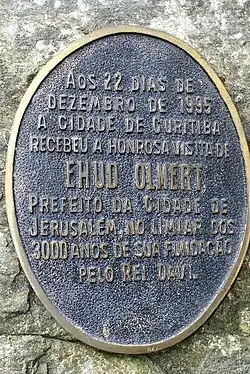 AOS 22 DIAS DE
DEZEMBRO DE 1995
A CIDADE DE CURITIBA
RECEBEU A HONROSA VISITA DE
EHUD OLMERT,
PREFEITO DA CIDADE DE
JERUSALÉM, NO LIMIAR DOS
3000 ANOS DE SUA FUNDAÇÃO
PELO REI DAVI.